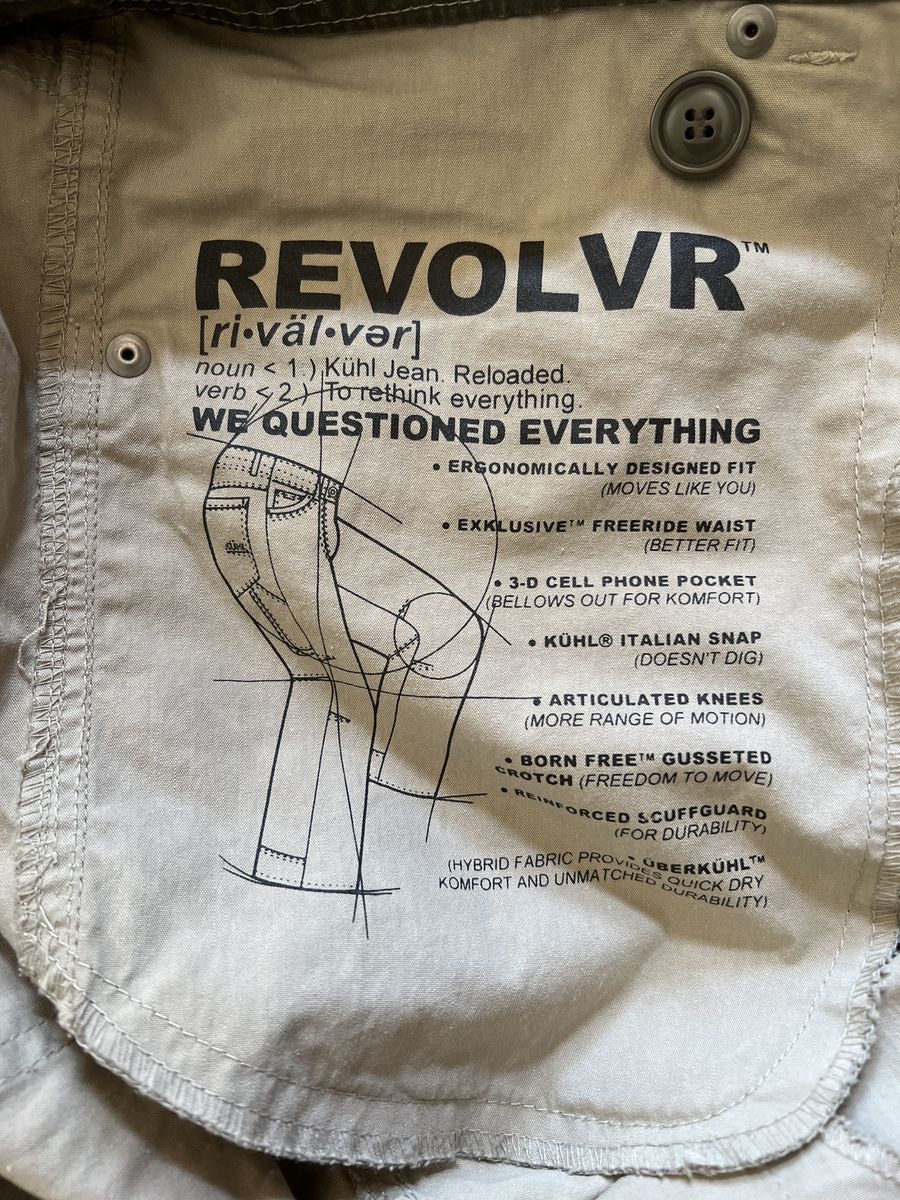 REVOLVR™
[ri•väl•vər]
noun < 1.) Kühl Jean. Reloaded.
verb < 2.) To rethink everything.
WE QUESTIONED EVERYTHING
• ERGONOMICALLY DESIGNED FIT
(MOVES LIKE YOU)
• EXKLUSIVE™ FREERIDE WAIST
(BETTER FIT)
• 3-D CELL PHONE POCKET
(BELLOWS OUT FOR KOMFORT)
• KÜHL® ITALIAN SNAP
(DOESN'T DIG)
• ARTICULATED KNEES
(MORE RANGE OF MOTION)
• BORN FREE™ GUSSETED
CROTCH (FREEDOM TO MOVE)
• REINFORCED SCUFFGUARD
(FOR DURABILITY)
• ÜBERKÜHL™
(HYBRID FABRIC PROVIDES QUICK DRY
KOMFORT AND UNMATCHED DURABILITY)